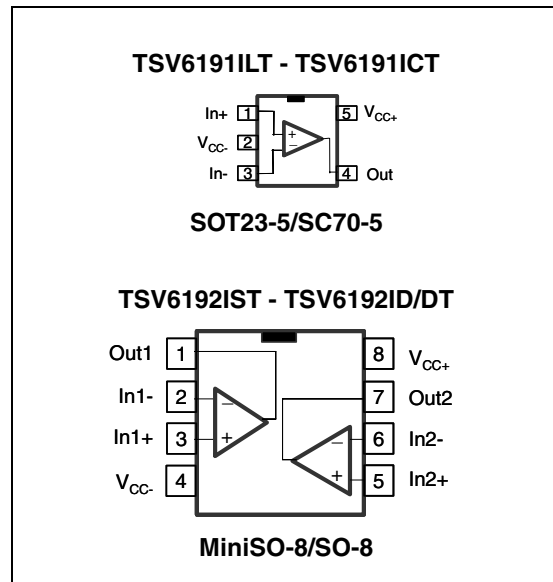 TSV6191ILT - TSV6191ICT
In+ 1 5 VCC+
VCC- 2
In- 3 4 Out
+
−
SOT23-5/SC70-5
TSV6192IST - TSV6192ID/DT
Out1 1 8 VCC+
In1- 2 − 7 Out2
In1+ 3 + − 6 In2-
VCC- 4 + 5 In2+
MiniSO-8/SO-8